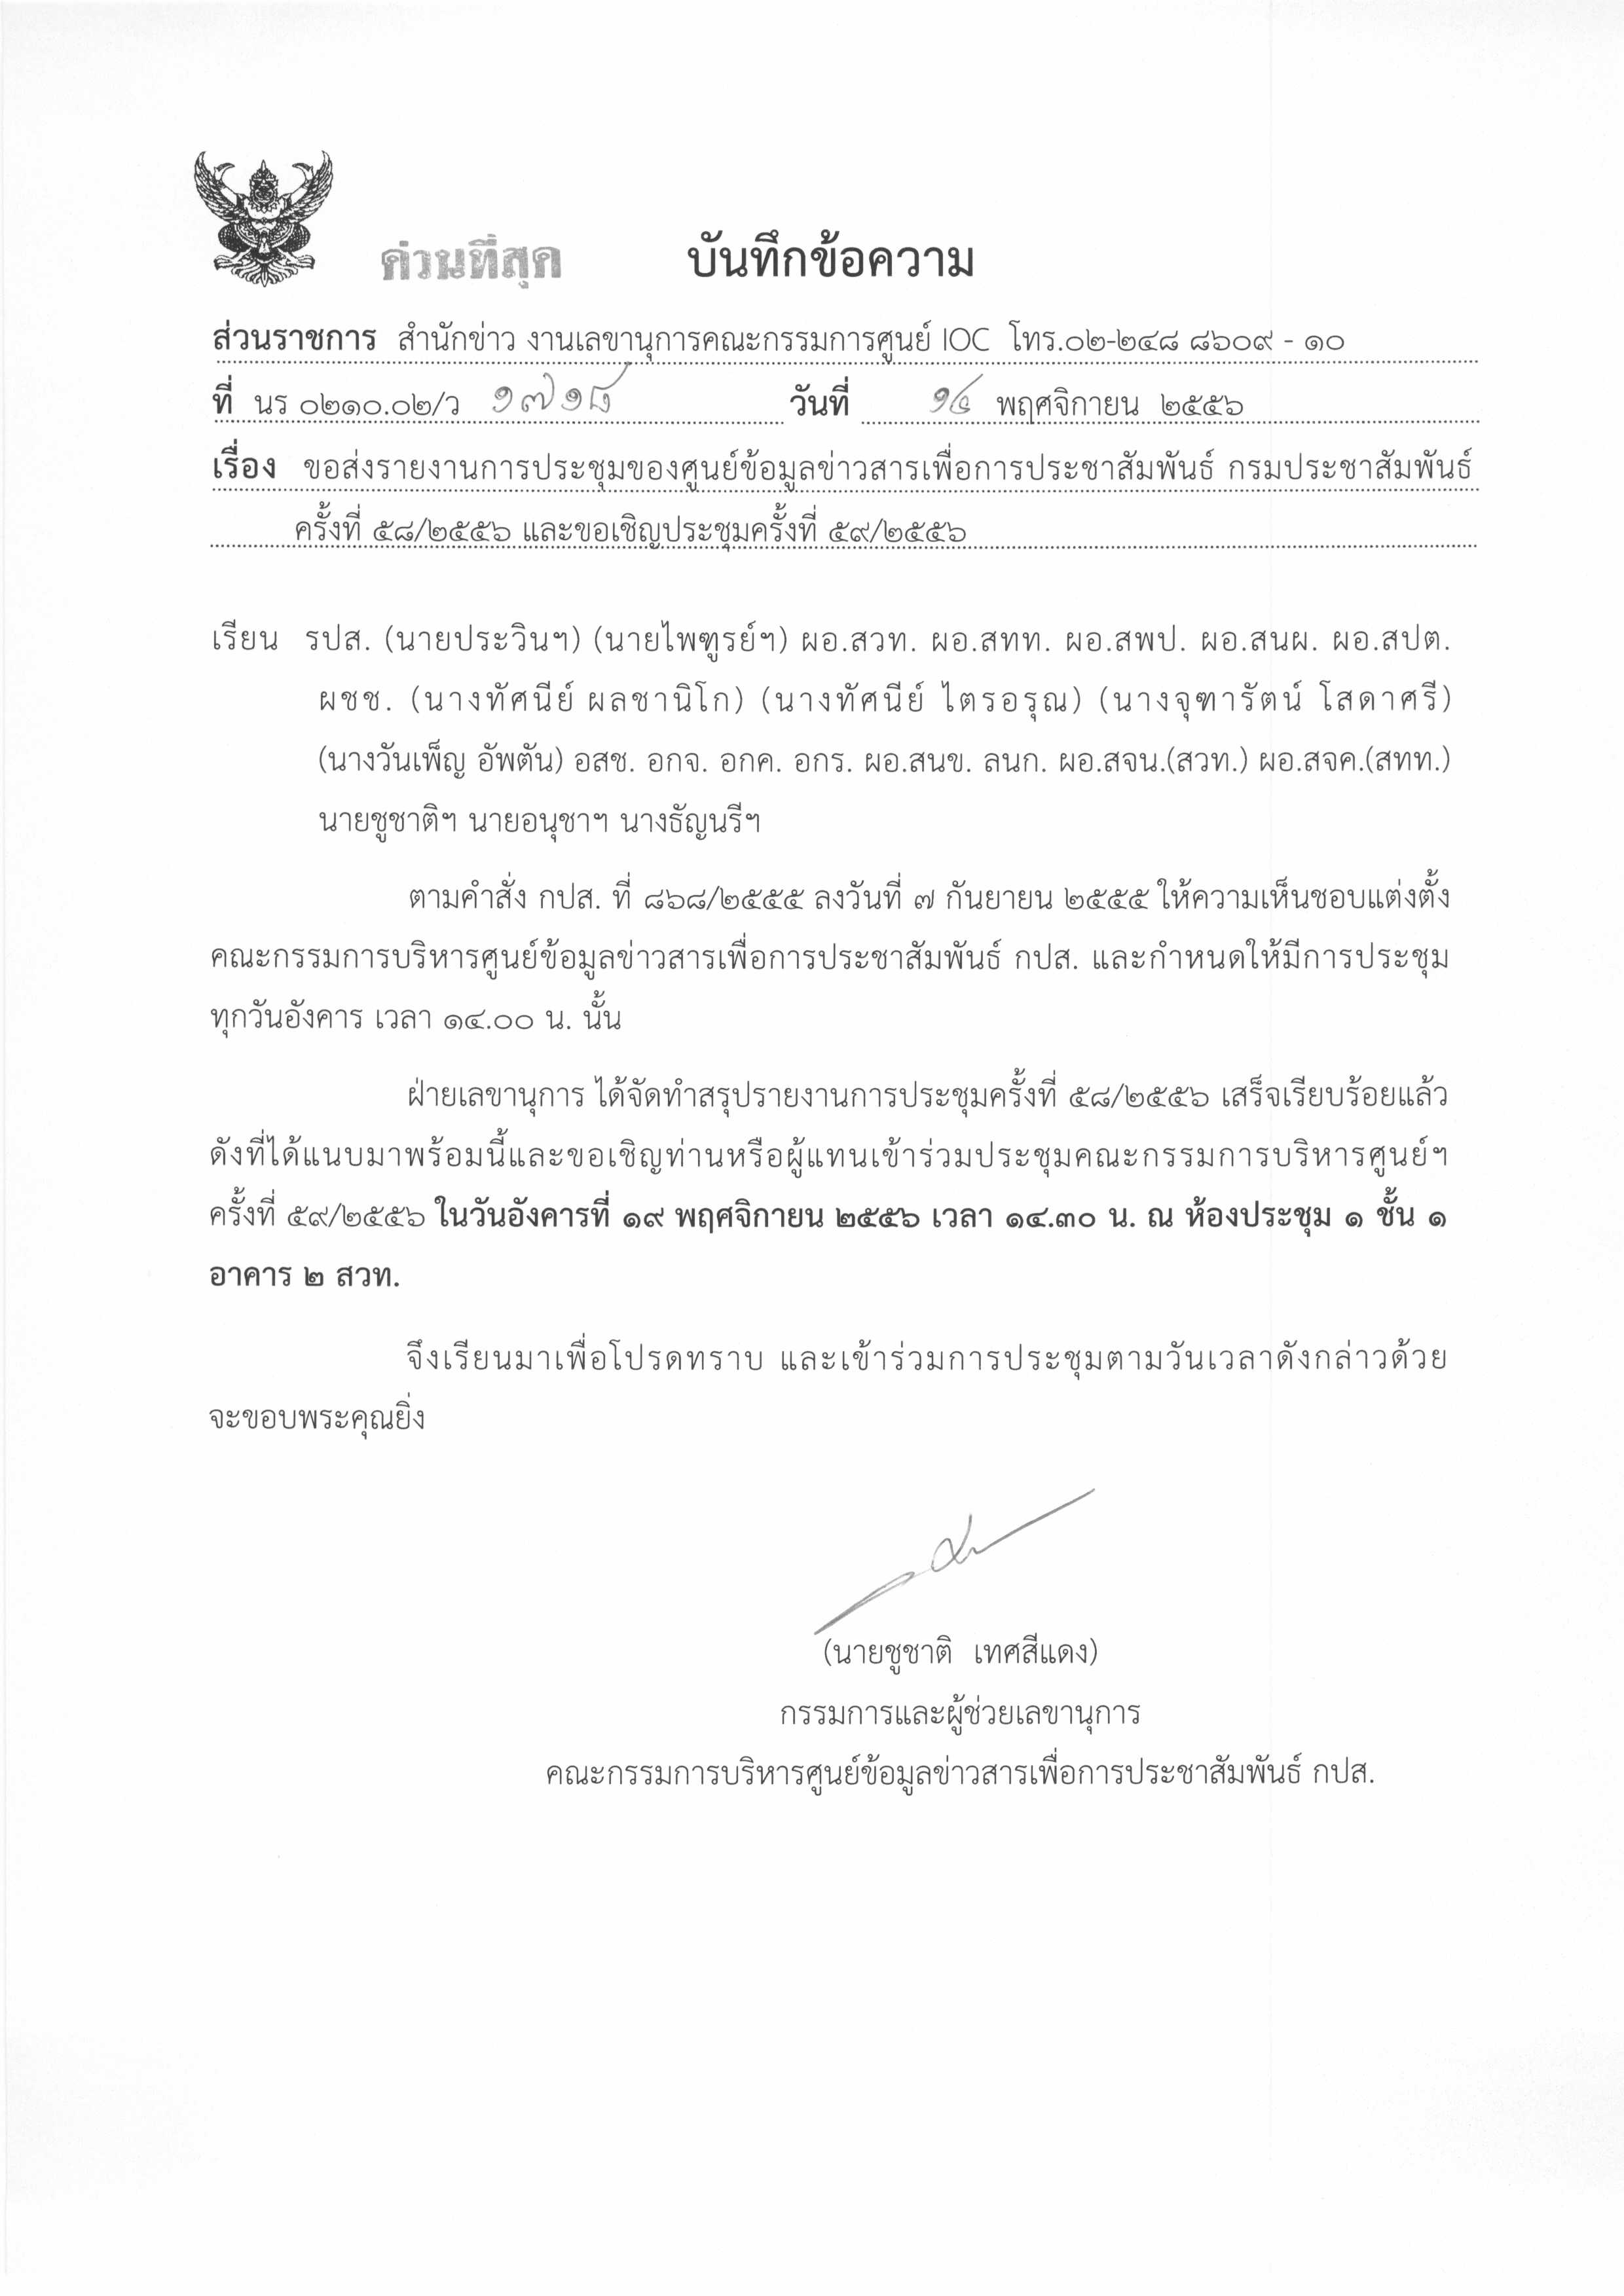 ด่วนที่สุด
บันทึกข้อความ
ส่วนราชการ สำนักข่าว งานเลขานุการคณะกรรมการศูนย์ IOC โทร.๐๒-๒๔๘ ๘๖๐๙ - ๑๐
ที่ นร ๐๒๑๐.๐๒/ว ๑๗๑๘ วันที่ ๑๔ พฤศจิกายน ๒๕๕๖
เรื่อง ขอส่งรายงานการประชุมของศูนย์ข้อมูลข่าวสารเพื่อการประชาสัมพันธ์ กรมประชาสัมพันธ์
ครั้งที่ ๕๘/๒๕๕๖ และขอเชิญประชุมครั้งที่ ๕๙/๒๕๕๖
เรียน รปส. (นายประวินฯ) (นายไพฑูรย์ฯ) ผอ.สวท. ผอ.สทท. ผอ.สพป. ผอ.สนผ. ผอ.สปต.
ผชช. (นางทัศนีย์ ผลชานิโก) (นางทัศนีย์ ไตรอรุณ) (นางจุฑารัตน์ โสดาศรี)
(นางวันเพ็ญ อัพตัน) อสช. อกจ. อกค. อกร. ผอ.สนข. ลนก. ผอ.สจน.(สวท.) ผอ.สจค.(สทท.)
นายชูชาติฯ นายอนุชาฯ นางธัญนรีฯ
ตามคำสั่ง กปส. ที่ ๘๖๘/๒๕๕๕ ลงวันที่ ๗ กันยายน ๒๕๕๕ ให้ความเห็นชอบแต่งตั้ง
คณะกรรมการบริหารศูนย์ข้อมูลข่าวสารเพื่อการประชาสัมพันธ์ กปส. และกำหนดให้มีการประชุม
ทุกวันอังคาร เวลา ๑๔.๐๐ น. นั้น
ฝ่ายเลขานุการ ได้จัดทำสรุปรายงานการประชุมครั้งที่ ๕๘/๒๕๕๖ เสร็จเรียบร้อยแล้ว
ดังที่ได้แนบมาพร้อมนี้และขอเชิญท่านหรือผู้แทนเข้าร่วมประชุมคณะกรรมการบริหารศูนย์ฯ
ครั้งที่ ๕๙/๒๕๕๖ ในวันอังคารที่ ๑๙ พฤศจิกายน ๒๕๕๖ เวลา ๑๔.๓๐ น. ณ ห้องประชุม ๑ ชั้น ๑
อาคาร ๒ สวท.
จึงเรียนมาเพื่อโปรดทราบ และเข้าร่วมการประชุมตามวันเวลาดังกล่าวด้วย
จะขอบพระคุณยิ่ง
(นายชูชาติ เทศสีแดง)
กรรมการและผู้ช่วยเลขานุการ
คณะกรรมการบริหารศูนย์ข้อมูลข่าวสารเพื่อการประชาสัมพันธ์ กปส.